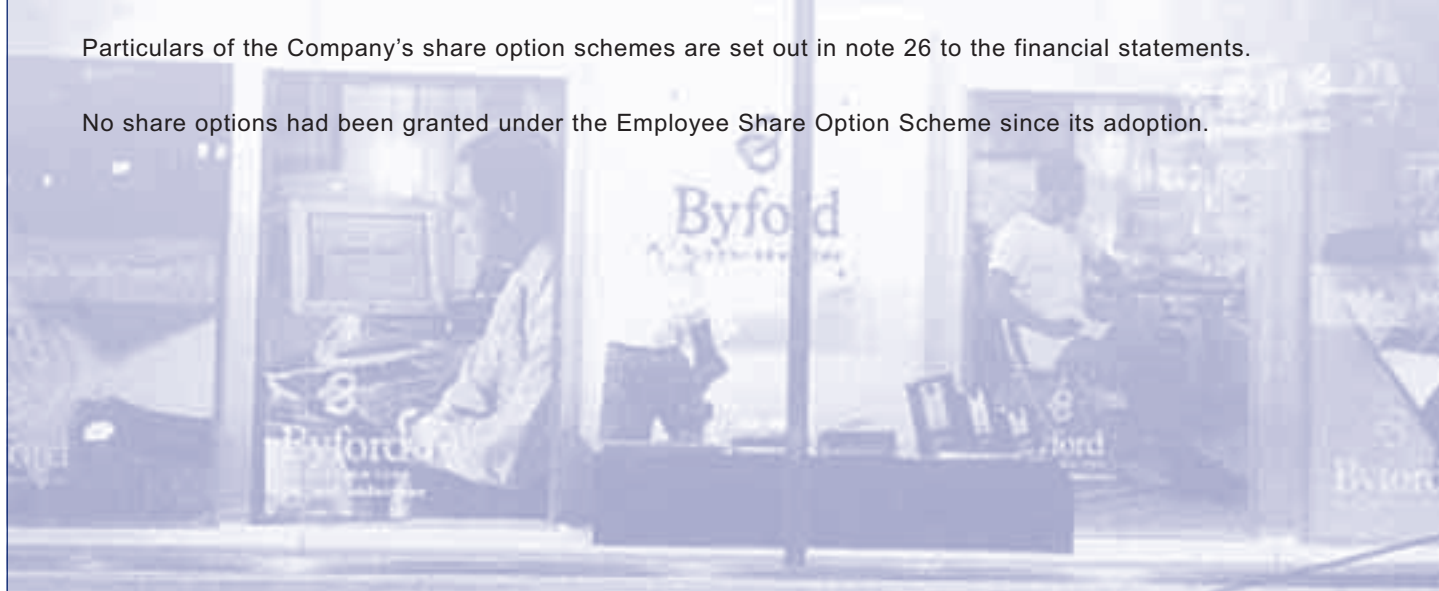 Particulars of the Company's share option schemes are set out in note 26 to the financial statements.
No share options had been granted under the Employee Share Option Scheme since its adoption.
Byford
Byford
Byford